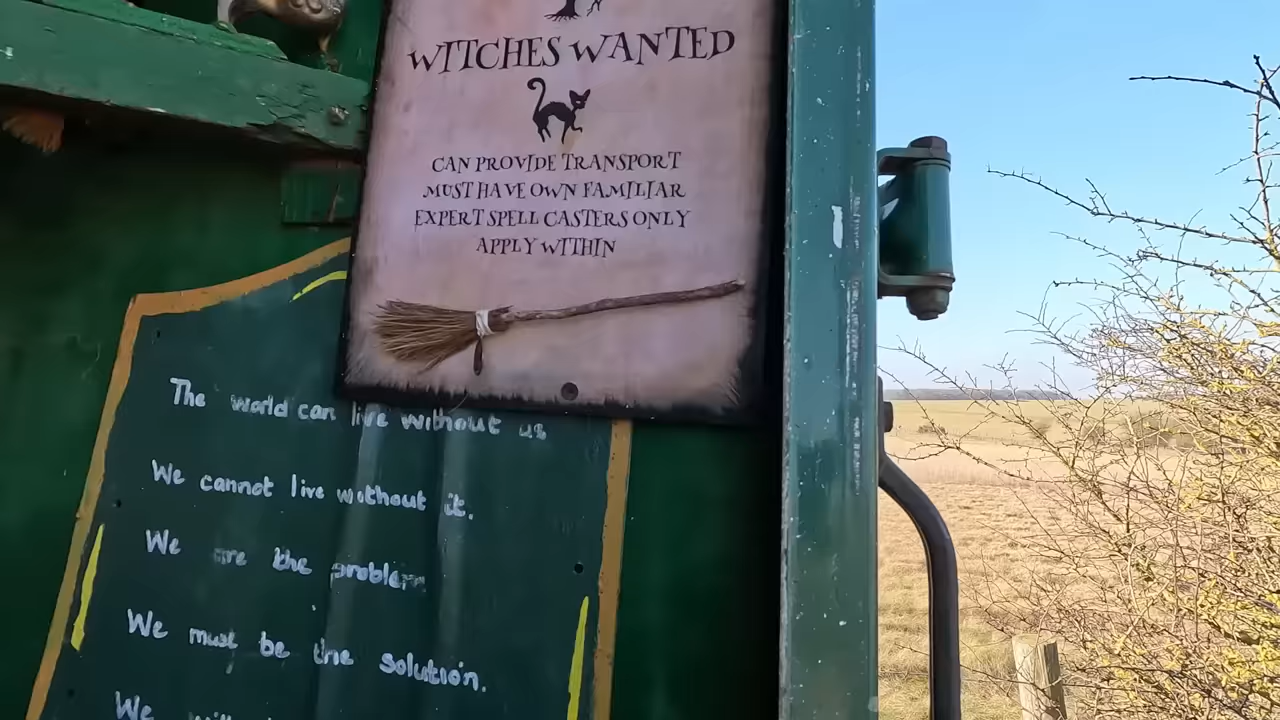 WITCHES WANTED
CAN PROVIDE TRANSPORT
MUST HAVE OWN FAMILIAR
EXPERT SPELL CASTERS ONLY
APPLY WITHIN
The world can live without us
We cannot live without it.
We are the problem
We must be the solution.
We